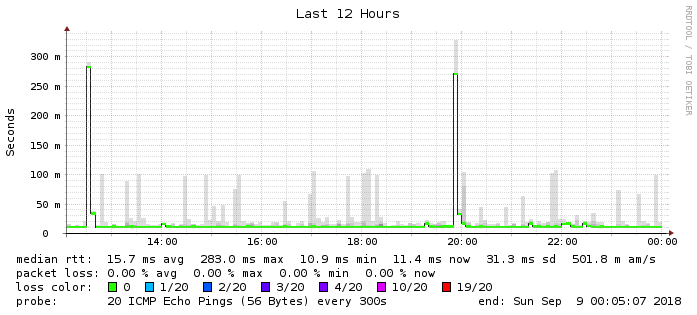 Last 12 Hours
RRDTOOL / TOBI OETIKER
Seconds
300 m
250 m
200 m
150 m
100 m
50 m
0
14:00 16:00 18:00 20:00 22:00 00:00
median rtt: 15.7 ms avg 283.0 ms max 10.9 ms min 11.4 ms now 31.3 ms sd 501.8 m am/s
packet loss: 0.00 % avg 0.00 % max 0.00 % min 0.00 % now
loss color: 0 1/20 2/20 3/20 4/20 10/20 19/20
probe: 20 ICMP Echo Pings (56 Bytes) every 300s end: Sun Sep 9 00:05:07 2018